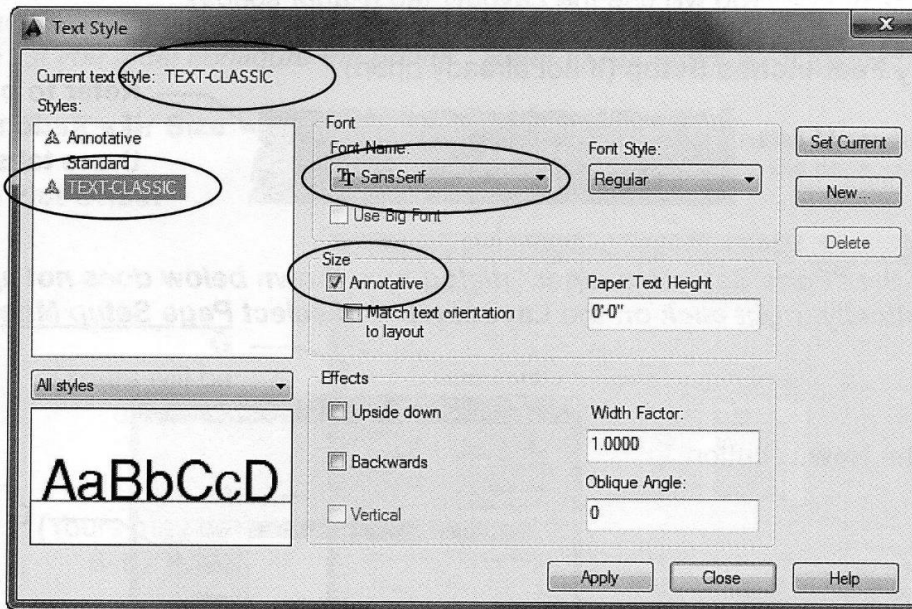 Text Style
X
Current text style: TEXT-CLASSIC
Styles:
Annotative
Standard
TEXT-CLASSIC
All styles
AaBbCcD
Font
Font Name:
SansSerif
Use Big Font
Font Style:
Regular
Size
Annotative
Match text orientation
to layout
Paper Text Height
0'-0"
Effects
Upside down
Backwards
Vertical
Width Factor:
1.0000
Oblique Angle:
0
Set Current
New...
Delete
Apply
Close
Help